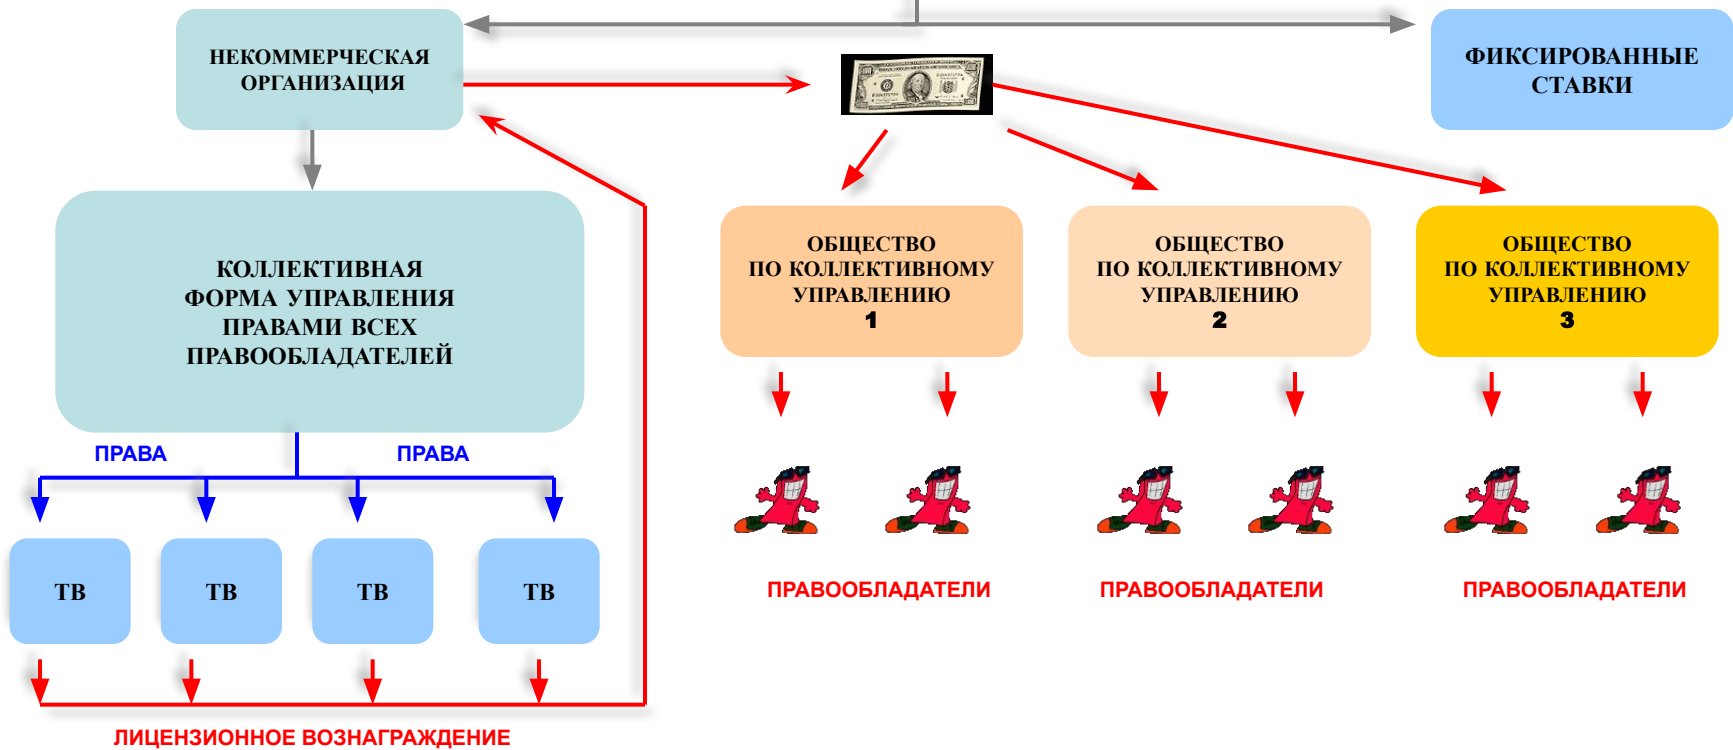 НЕКОММЕРЧЕСКАЯ
ОРГАНИЗАЦИЯ
ФИКСИРОВАННЫЕ
СТАВКИ
КОЛЛЕКТИВНАЯ
ФОРМА УПРАВЛЕНИЯ
ПРАВАМИ ВСЕХ
ПРАВООБЛАДАТЕЛЕЙ
ОБЩЕСТВО
ПО КОЛЛЕКТИВНОМУ
УПРАВЛЕНИЮ
1
ОБЩЕСТВО
ПО КОЛЛЕКТИВНОМУ
УПРАВЛЕНИЮ
2
ОБЩЕСТВО
ПО КОЛЛЕКТИВНОМУ
УПРАВЛЕНИЮ
3
ПРАВА
ПРАВА
ТВ
ТВ
ТВ
ТВ
ПРАВООБЛАДАТЕЛИ
ПРАВООБЛАДАТЕЛИ
ПРАВООБЛАДАТЕЛИ
ЛИЦЕНЗИОННОЕ ВОЗНАГРАЖДЕНИЕ